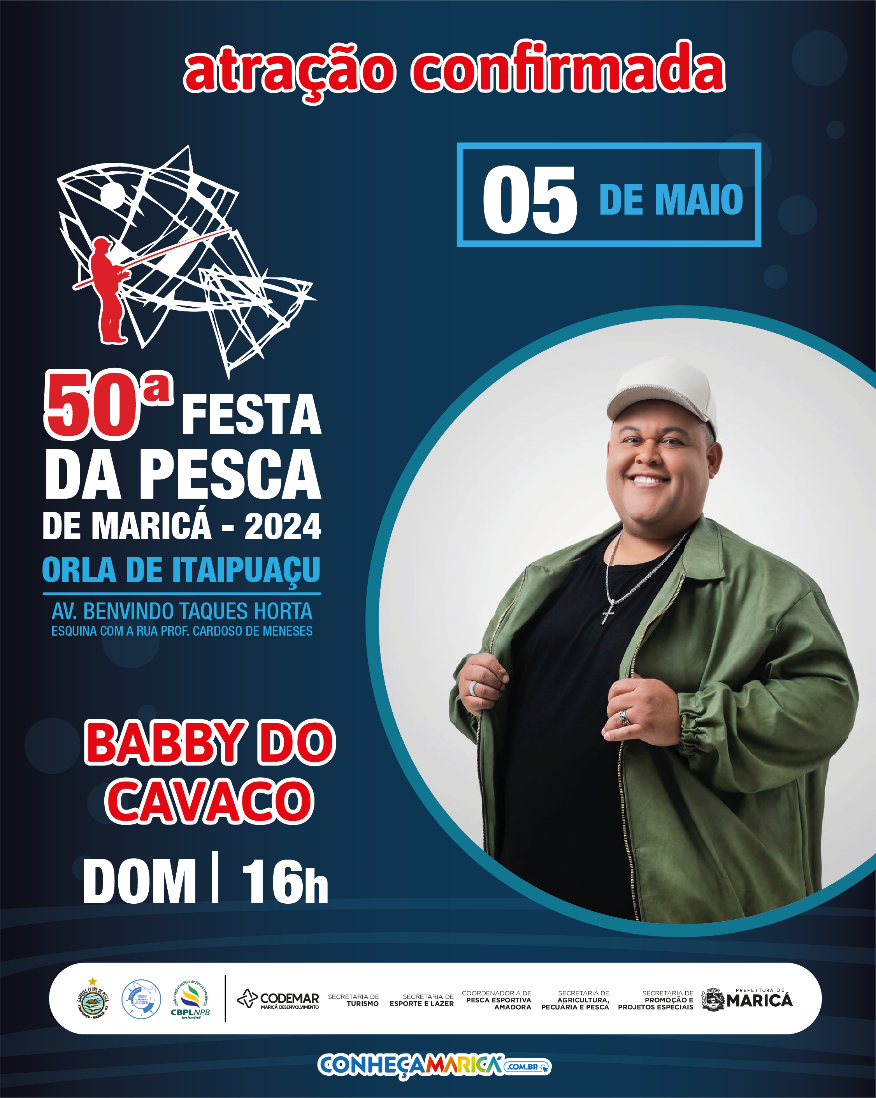 atração confirmada
05 DE MAIO
50ª FESTA
DA PESCA
DE MARICÁ - 2024
ORLA DE ITAIPUAÇU
AV. BENVINDO TAQUES HORTA
ESQUINA COM A RUA PROF. CARDOSO DE MENESES
BABBY DO
CAVACO
DOM | 16h
CBPLNPB
CODEMAR
MARICÁ DESENVOLVIMENTO
SECRETARIA DE
TURISMO
SECRETARIA DE
ESPORTE E LAZER
COORDENADORIA DE
PESCA ESPORTIVA
AMADORA
SECRETARIA DE
AGRICULTURA,
PECUÁRIA E PESCA
SECRETARIA DE
PROMOÇÃO E
PROJETOS ESPECIAIS
PREFEITURA DE
MARICÁ
CONHEÇAMARICÁ.COM.BR